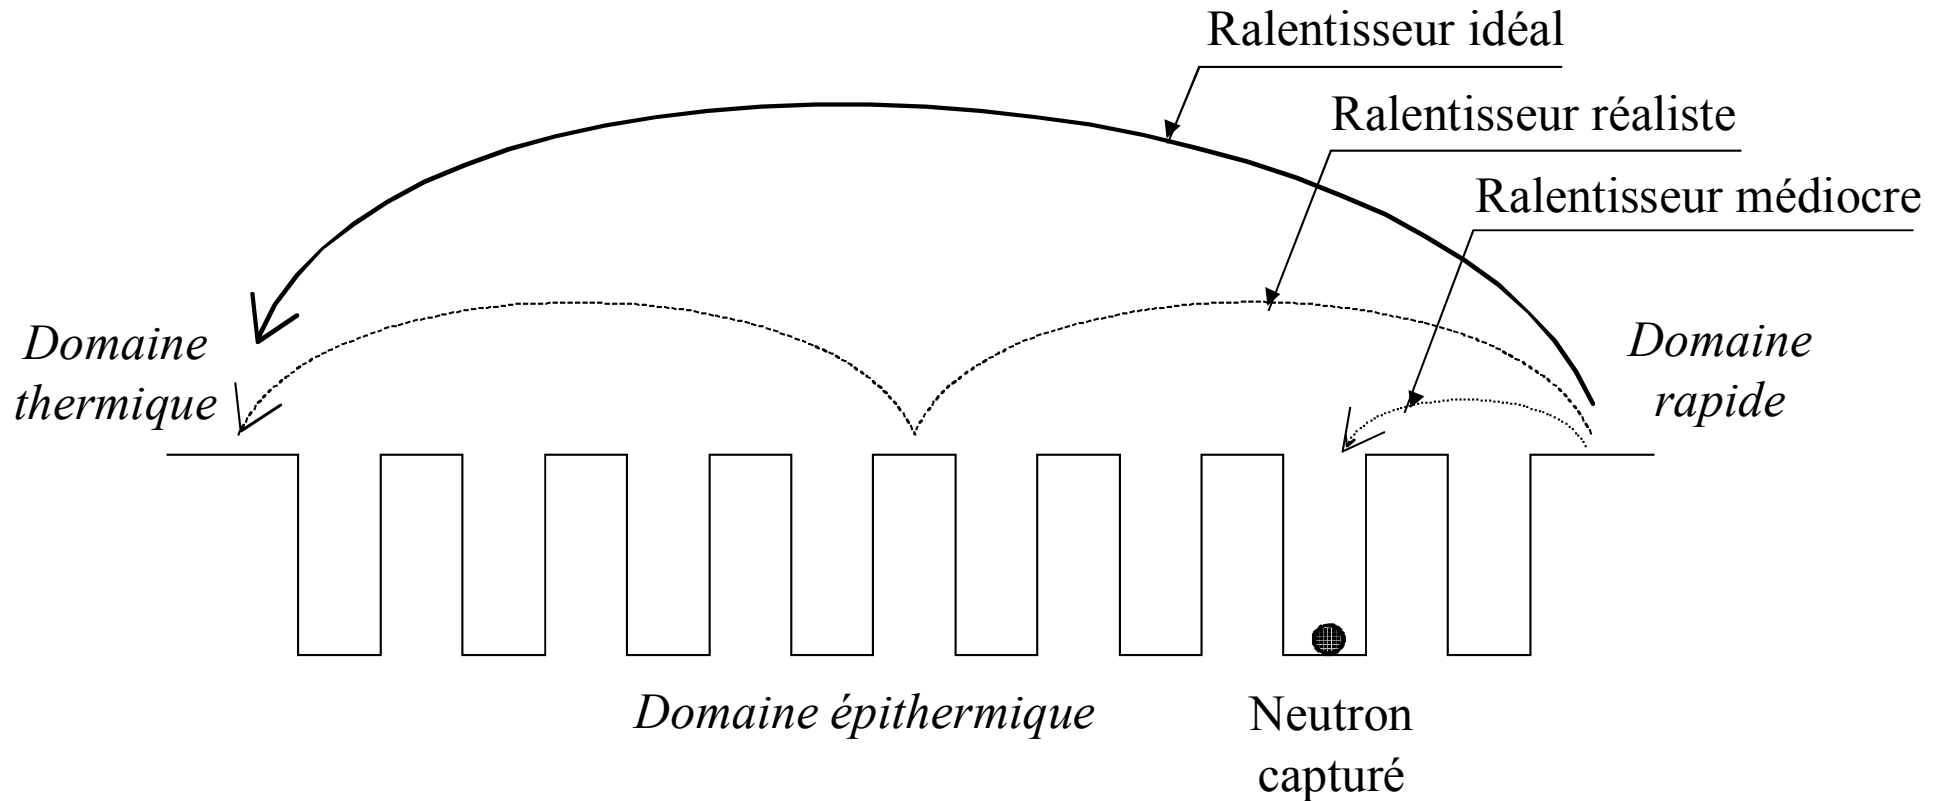 Ralentisseur idéal
Ralentisseur réaliste
Ralentisseur médiocre
Domaine
thermique
Domaine
rapide
Domaine épithermique
Neutron
capturé